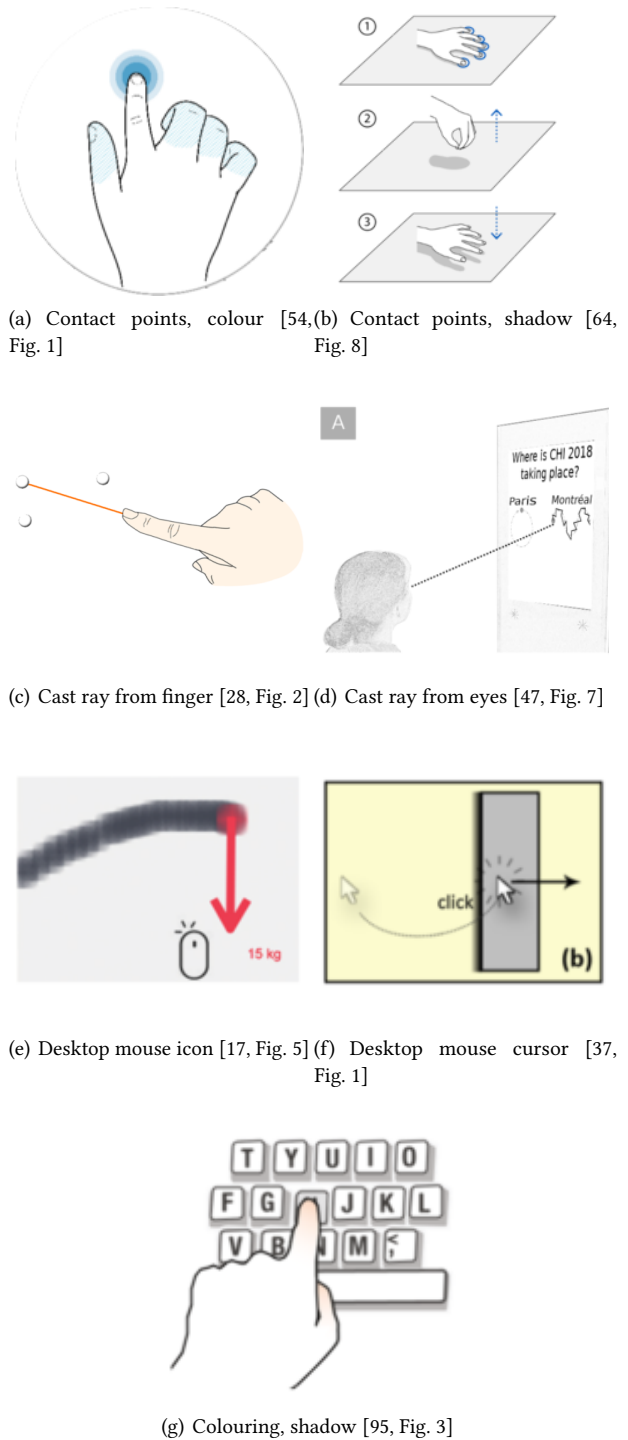 ①
②
③
(a) Contact points, colour [54,
Fig. 1]
(b) Contact points, shadow [64,
Fig. 8]
A
Where is CHI 2018
taking place?
Paris Montréal
(c) Cast ray from finger [28, Fig. 2]
(d) Cast ray from eyes [47, Fig. 7]
15 kg
click
(b)
(e) Desktop mouse icon [17, Fig. 5]
(f) Desktop mouse cursor [37,
Fig. 1]
T Y U I O
F G J K L
V B N M < ;
(g) Colouring, shadow [95, Fig. 3]